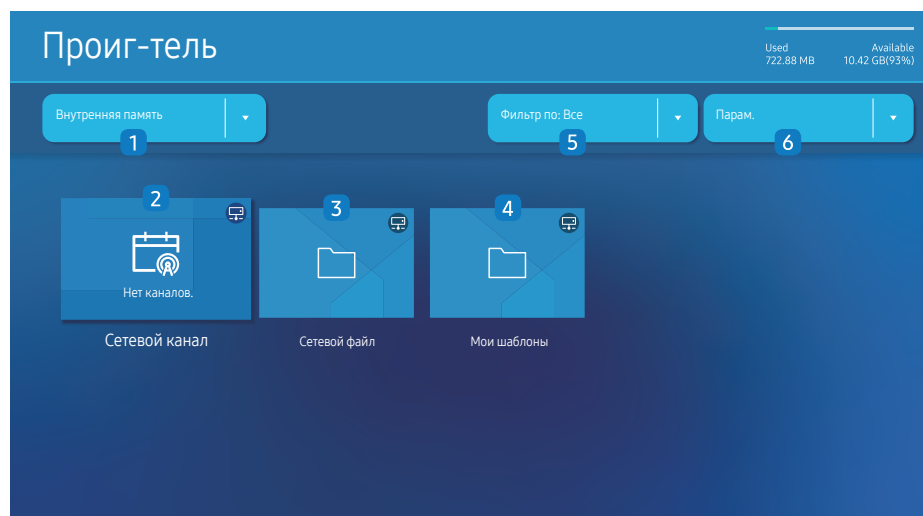 Проиг-тель
Used Available
722.88 MB 10.42 GB(93%)
Внутренняя память
Фильтр по: Все
Парам.
1
5
6
2
3
4
Нет каналов.
Сетевой канал
Сетевой файл
Мои шаблоны